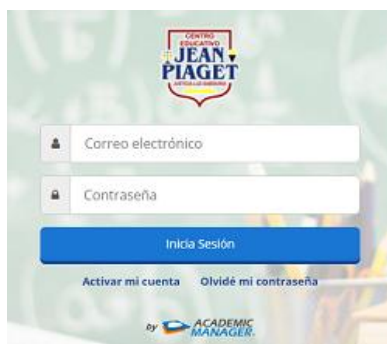 CENTRO
EDUCATIVO
JEAN
PIAGET
Correo electrónico
Contraseña
Inicia Sesión
Activar mi cuenta Olvidé mi contraseña
by ACADEMIC
MANAGER.